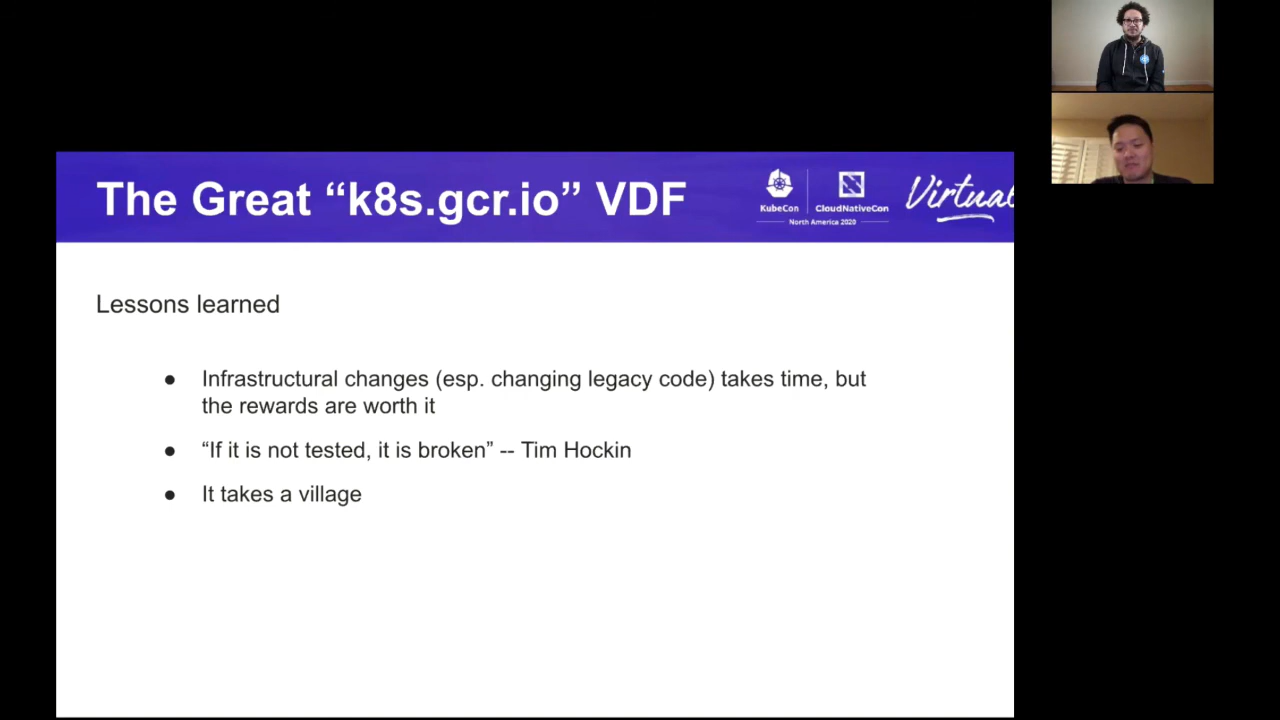 The Great “k8s.gcr.io” VDF
KubeCon
CloudNativeCon
North America 2020
Virtual
Lessons learned
● Infrastructural changes (esp. changing legacy code) takes time, but
the rewards are worth it
● “If it is not tested, it is broken” -- Tim Hockin
● It takes a village